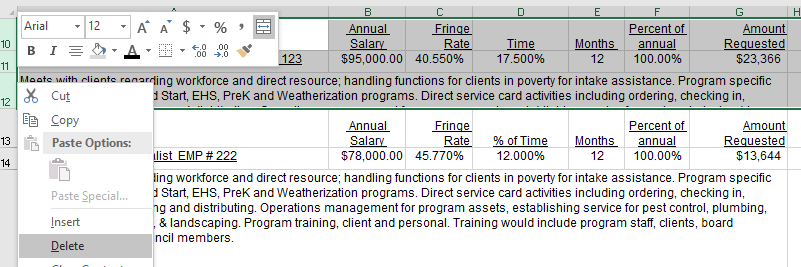 A B C D E F G H
Arial 12 A A $ % ,
B I A .00 .0
Annual Fringe Percent of Amount
10 Salary Rate Time Months annual Requested
11 123 $95,000.00 40.550% 17.500% 12 100.00% $23,366
Meets with clients regarding workforce and direct resource; handling functions for clients in poverty for intake assistance. Program specific
d Start, EHS, PreK and Weatherization programs. Direct service card activities including ordering, checking in,
12
Cut
Copy
Paste Options:
Paste Special...
Insert
Delete
Annual Fringe Percent of Amount
13 Salary Rate % of Time Months annual Requested
14 alist EMP # 222 $78,000.00 45.770% 12.000% 12 100.00% $13,644
ding workforce and direct resource; handling functions for clients in poverty for intake assistance. Program specific
d Start, EHS, PreK and Weatherization programs. Direct service card activities including ordering, checking in,
ng and distributing. Operations management for program assets, establishing service for pest control, plumbing,
, & landscaping. Program training, client and personal. Training would include program staff, clients, board
ncil members.